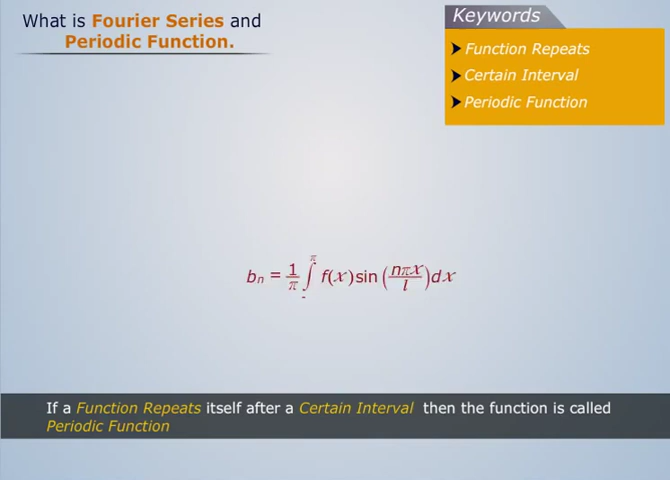 What is Fourier Series and
Periodic Function.
Keywords
Function Repeats
Certain Interval
Periodic Function
bn = 1/π ∫ π - f(x) sin (nπx/l) dx
If a Function Repeats itself after a Certain Interval then the function is called
Periodic Function